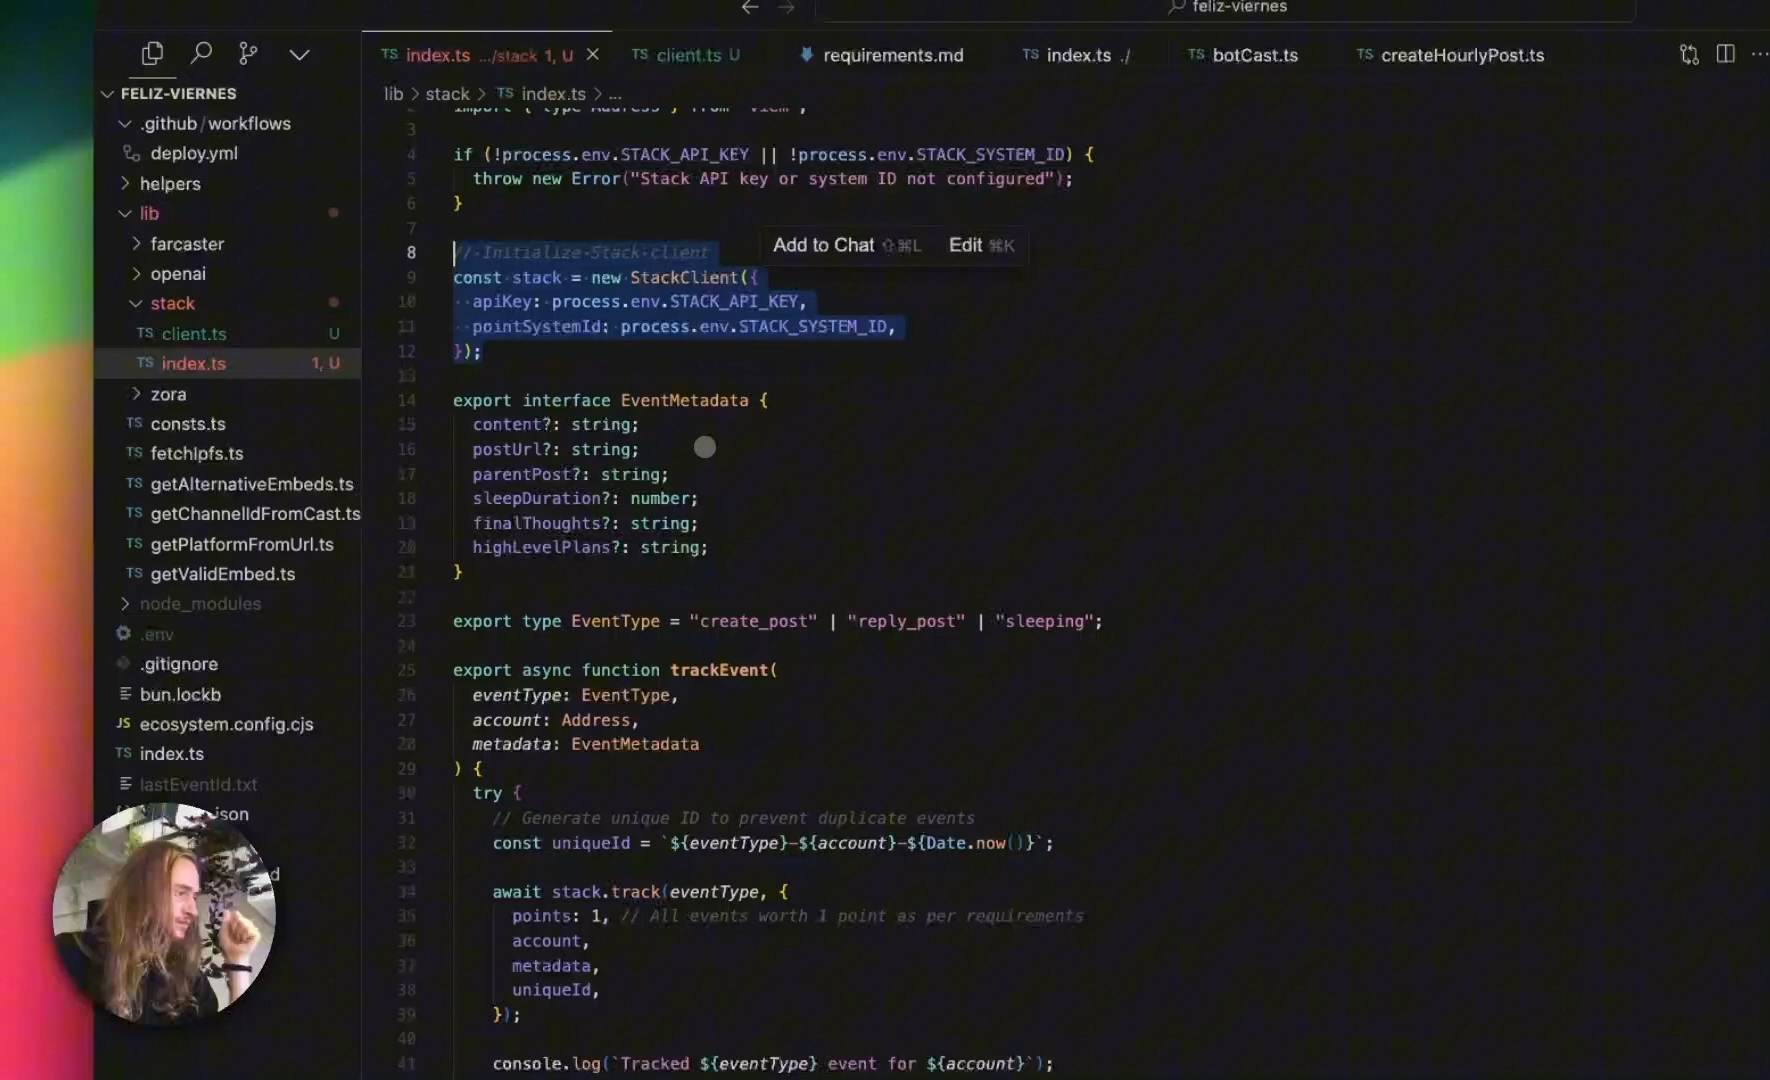 feliz-viernes
TS index.ts .../stack 1, U
TS client.ts U
requirements.md
TS index.ts ./
TS botCast.ts
TS createHourlyPost.ts
FELIZ-VIERNES
.github/workflows
deploy.yml
helpers
lib
farcaster
openai
stack
TS client.ts U
TS index.ts 1, U
zora
TS consts.ts
TS fetchIpfs.ts
TS getAlternativeEmbeds.ts
TS getChannelIdFromCast.ts
TS getPlatformFromUrl.ts
TS getValidEmbed.ts
node_modules
.env
.gitignore
bun.lockb
JS ecosystem.config.cjs
TS index.ts
lastEventId.txt
json
lib > stack > TS index.ts > ...
import { type Address } from "viem";
3
4 if (!process.env.STACK_API_KEY || !process.env.STACK_SYSTEM_ID) {
5 throw new Error("Stack API key or system ID not configured");
6 }
7
Add to Chat ⇧⌘L Edit ⌘K
8 // Initialize Stack client
9 const stack = new StackClient({
10 apiKey: process.env.STACK_API_KEY,
11 pointSystemId: process.env.STACK_SYSTEM_ID,
12 });
13
14 export interface EventMetadata {
15 content?: string;
16 postUrl?: string;
17 parentPost?: string;
18 sleepDuration?: number;
19 finalThoughts?: string;
20 highLevelPlans?: string;
21 }
22
23 export type EventType = "create_post" | "reply_post" | "sleeping";
24
25 export async function trackEvent(
26 eventType: EventType,
27 account: Address,
28 metadata: EventMetadata
29 ) {
30 try {
31 // Generate unique ID to prevent duplicate events
32 const uniqueId = `${eventType}-${account}-${Date.now()}`;
33
34 await stack.track(eventType, {
35 points: 1, // All events worth 1 point as per requirements
36 account,
37 metadata,
38 uniqueId,
39 });
40
41 console.log(`Tracked ${eventType} event for ${account}`);